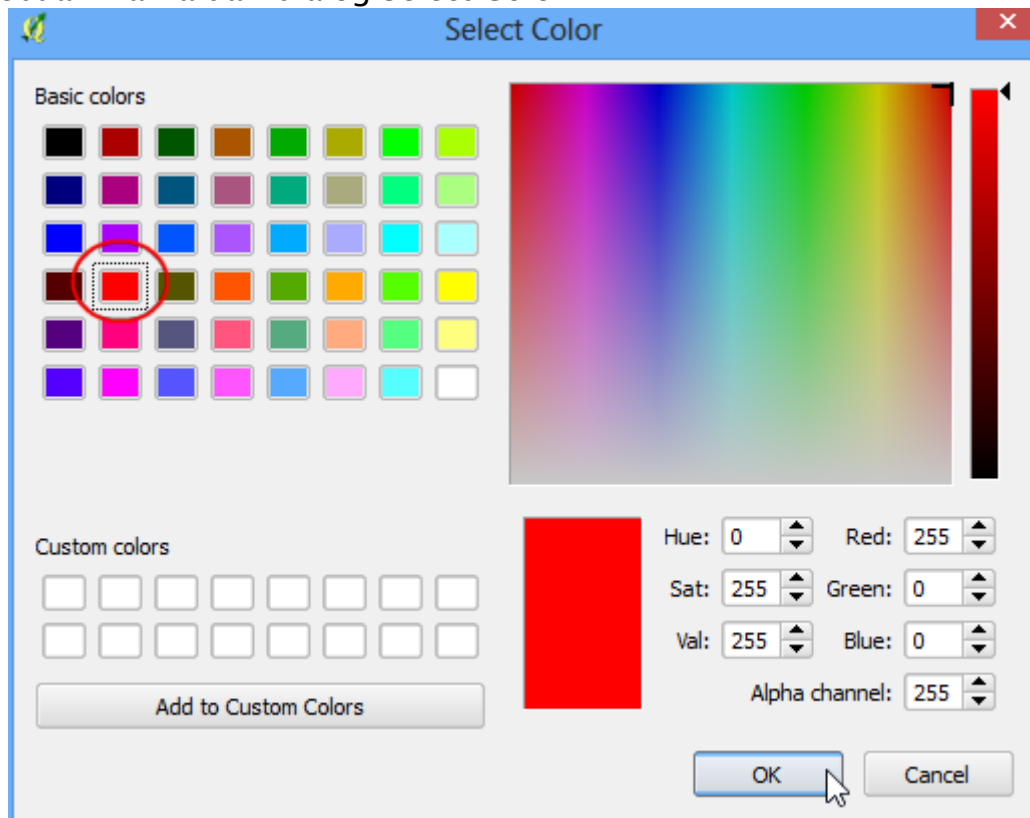 Select Color
Basic colors
Custom colors
Hue: 0 Red: 255
Sat: 255 Green: 0
Val: 255 Blue: 0
Alpha channel: 255
Add to Custom Colors
OK Cancel